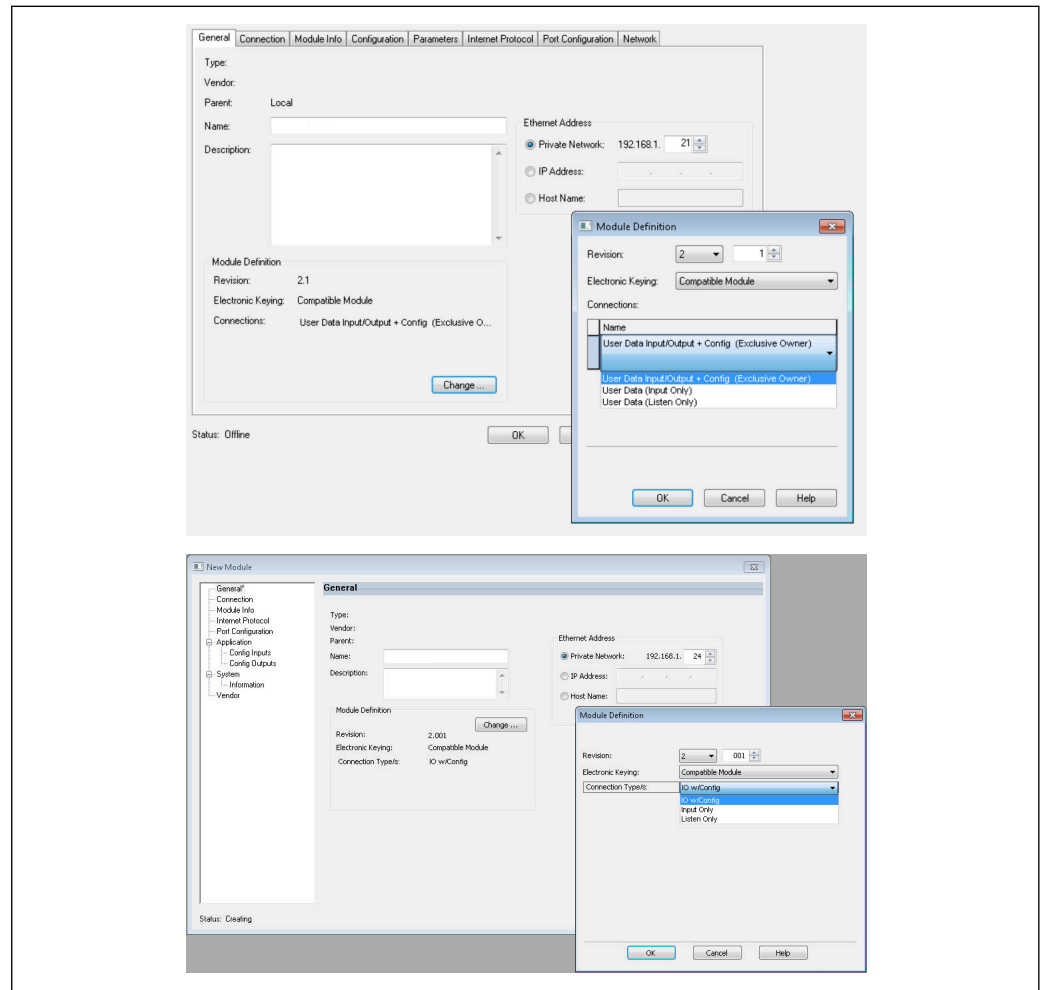 General Connection Module Info Configuration Parameters Internet Protocol Port Configuration Network
Type:
Vendor:
Parent: Local
Name:
Description:
Ethernet Address
Private Network: 192.168.1. 21
IP Address: . . .
Host Name:
Module Definition
Revision: 2.1
Electronic Keying: Compatible Module
Connections: User Data Input/Output + Config (Exclusive O...
Change ...
Status: Offline
OK
Module Definition
Revision: 2 1
Electronic Keying: Compatible Module
Connections:
Name
User Data Input/Output + Config (Exclusive Owner)
User Data Input/Output + Config (Exclusive Owner)
User Data (Input Only)
User Data (Listen Only)
OK Cancel Help
New Module
General*
Connection
Module Info
Internet Protocol
Port Configuration
Application
Config Inputs
Config Outputs
System
Information
Vendor
General
Type:
Vendor:
Parent:
Name:
Description:
Ethernet Address
Private Network: 192.168.1. 24
IP Address: . . .
Host Name:
Module Definition
Change ...
Revision: 2.001
Electronic Keying: Compatible Module
Connection Type/s: IO w/Config
Status: Creating
Module Definition
Revision: 2 001
Electronic Keying: Compatible Module
Connection Type/s: IO w/Config
IO w/Config
Input Only
Listen Only
OK Cancel Help